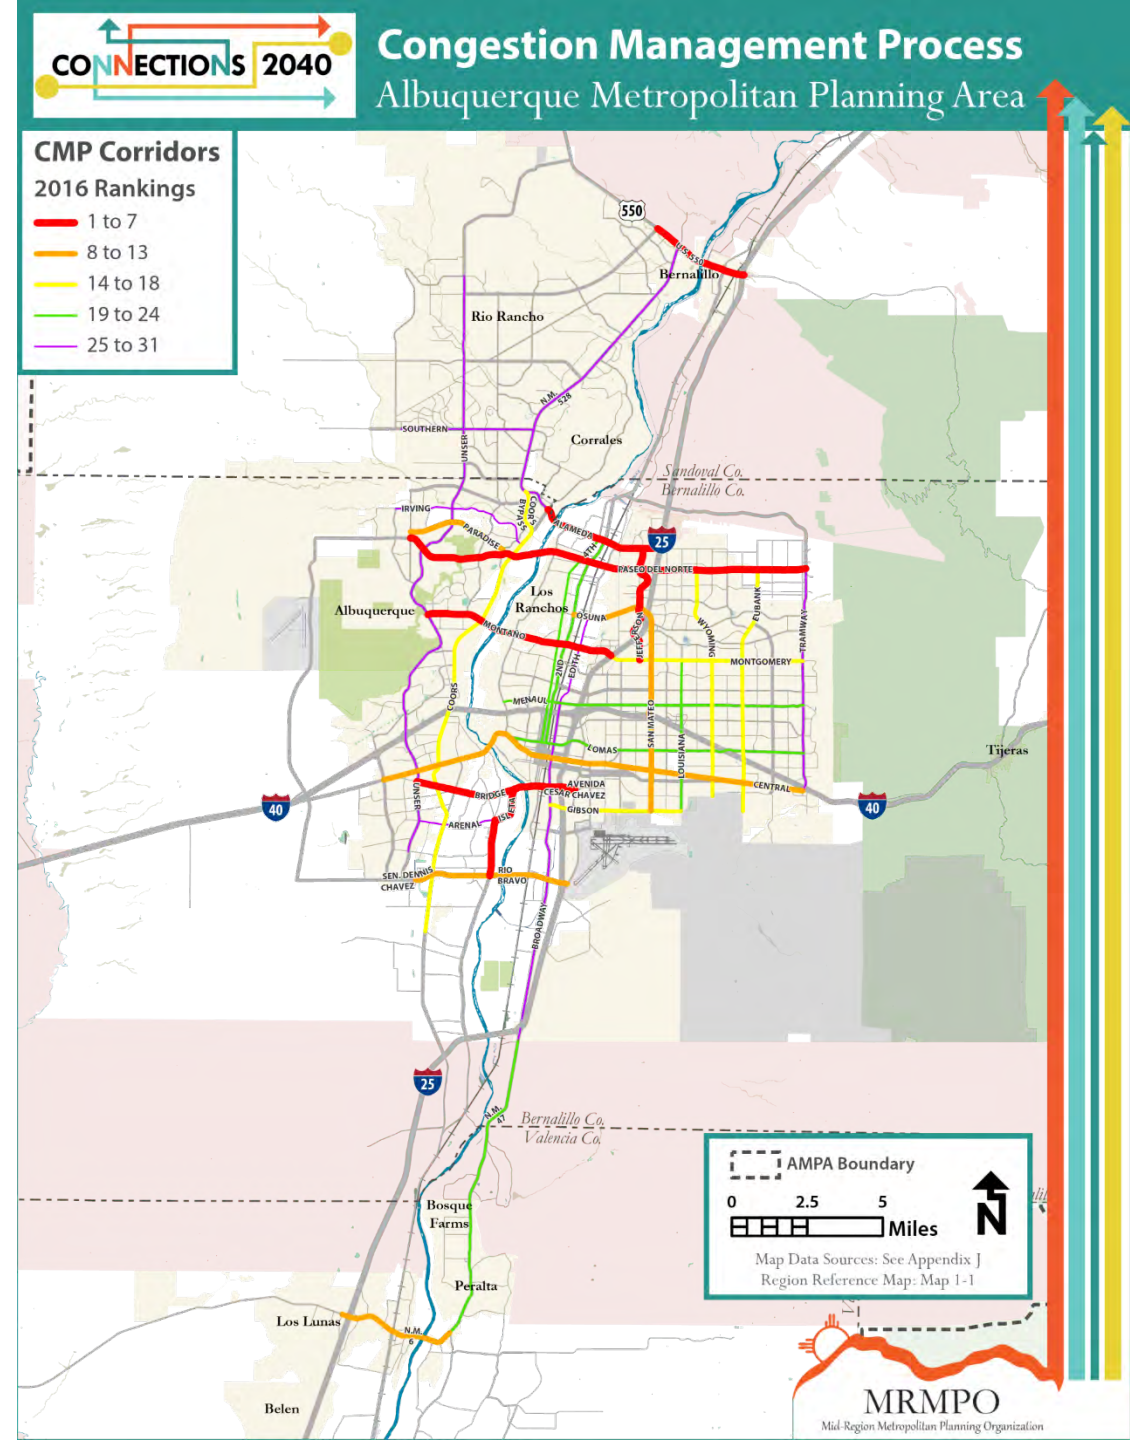 CONNECTIONS 2040
Congestion Management Process
Albuquerque Metropolitan Planning Area
CMP Corridors
2016 Rankings
1 to 7
8 to 13
14 to 18
19 to 24
25 to 31
550
U.S. 550
Bernalillo
Rio Rancho
N.M.
528
SOUTHERN
UNSER
Corrales
Sandoval Co.
Bernalillo Co.
IRVING
COORS
BYPASS
PARADISE
ALAMEDA
25
4TH
PASEO DEL NORTE
Los
Ranchos
Albuquerque
OSUNA
JEFFERSON
WYOMING
EUBANK
TRAMWAY
MONTANO
2ND
EDITH
MONTGOMERY
COORS
MENAUL
SAN MATEO
LOUISIANA
LOMAS
Tijeras
CENTRAL
UNSER
BRIDGE
AVENIDA
CESAR CHAVEZ
40
40
GIBSON
ARENAL
ISLETA
SEN. DENNIS
CHAVEZ
RIO
BRAVO
BROADWAY
25
N.M.
47
Bernalillo Co.
Valencia Co.
AMPA Boundary
0 2.5 5
Miles
N
Map Data Sources: See Appendix J
Region Reference Map: Map 1-1
Bosque
Farms
Peralta
Los Lunas
N.M.
6
Belen
MRMPO
Mid-Region Metropolitan Planning Organization